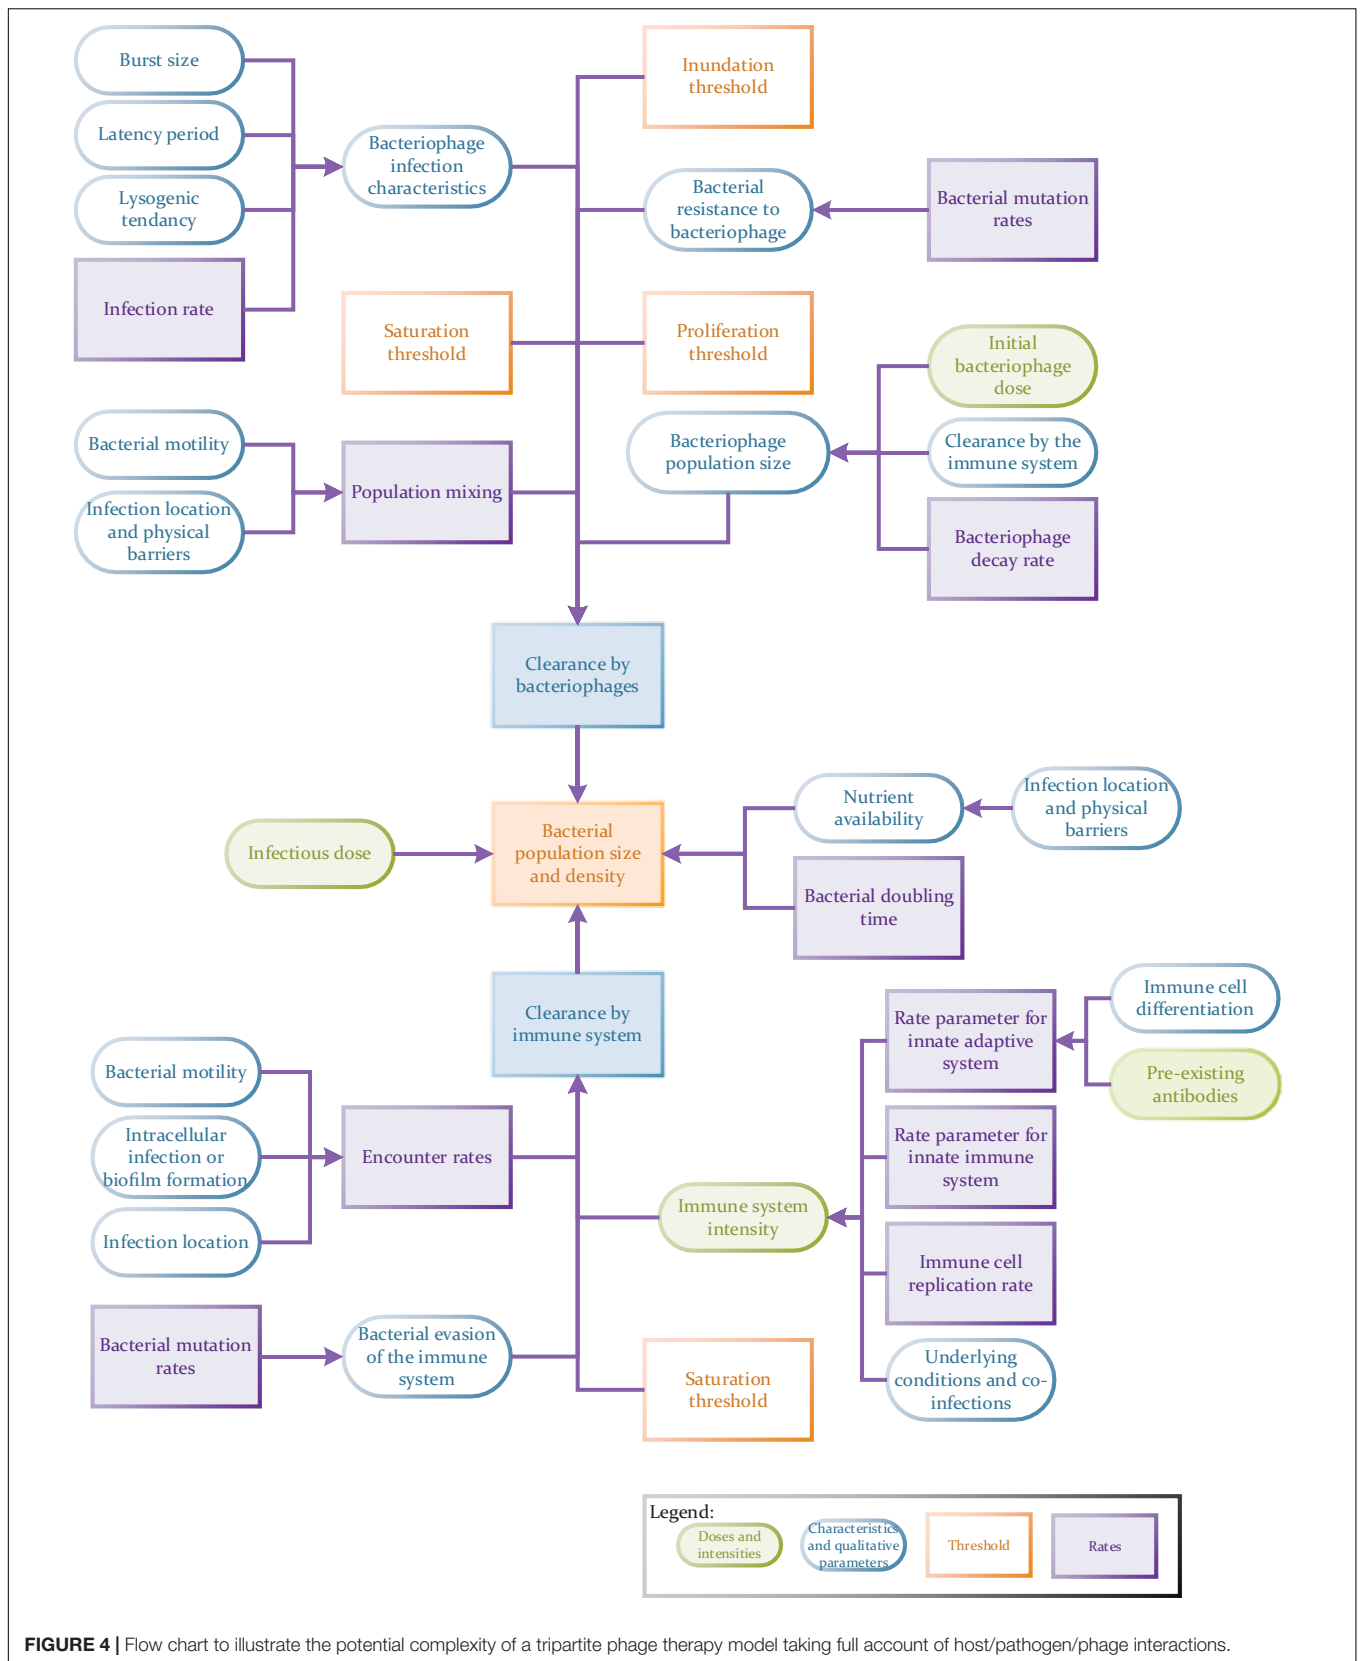 Burst size
Latency period
Lysogenic
tendancy
Infection rate
Bacteriophage
infection
characteristics
Inundation
threshold
Bacterial
resistance to
bacteriophage
Bacterial mutation
rates
Saturation
threshold
Proliferation
threshold
Initial
bacteriophage
dose
Bacterial motility
Infection location
and physical
barriers
Population mixing
Bacteriophage
population size
Clearance by the
immune system
Bacteriophage
decay rate
Clearance by
bacteriophages
Infectious dose
Bacterial
population size
and density
Nutrient
availability
Infection location
and physical
barriers
Bacterial doubling
time
Clearance by
immune system
Rate parameter for
innate adaptive
system
Immune cell
differentiation
Pre-existing
antibodies
Bacterial motility
Intracellular
infection or
biofilm formation
Infection location
Encounter rates
Rate parameter for
innate immune
system
Immune system
intensity
Immune cell
replication rate
Bacterial mutation
rates
Bacterial evasion
of the immune
system
Saturation
threshold
Underlying
conditions and co-
infections
Legend:
Doses and
intensities
Characteristics
and qualitative
parameters
Threshold
Rates
FIGURE 4 | Flow chart to illustrate the potential complexity of a tripartite phage therapy model taking full account of host/pathogen/phage interactions.